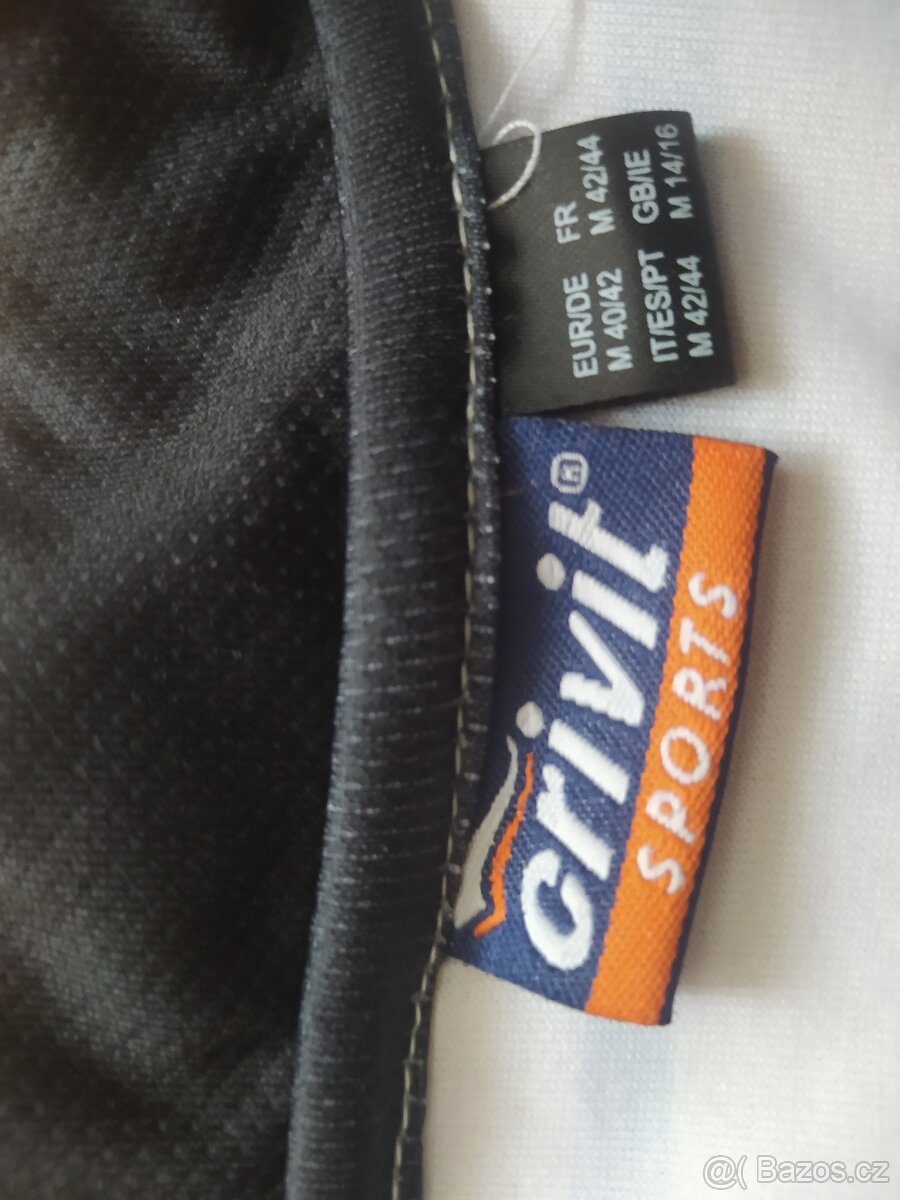 EUR/DE FR
M 40/42 M 42/44
IT/ES/PT GB/IE
M 42/44 M 14/16
crivit®
SPORTS
@( Bazos.cz